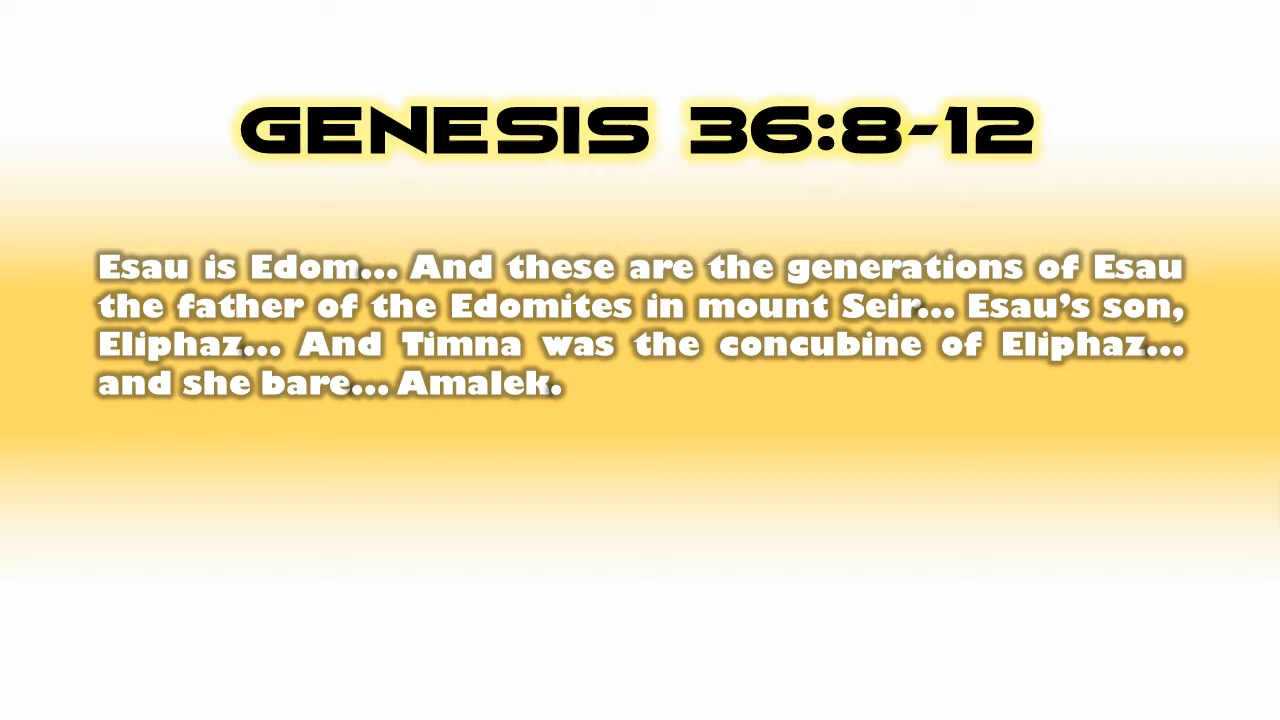 GENESIS 36:8-12
Esau is Edom... And these are the generations of Esau
the father of the Edomites in mount Seir... Esau’s son,
Eliphaz... And Timna was the concubine of Eliphaz...
and she bare... Amalek.